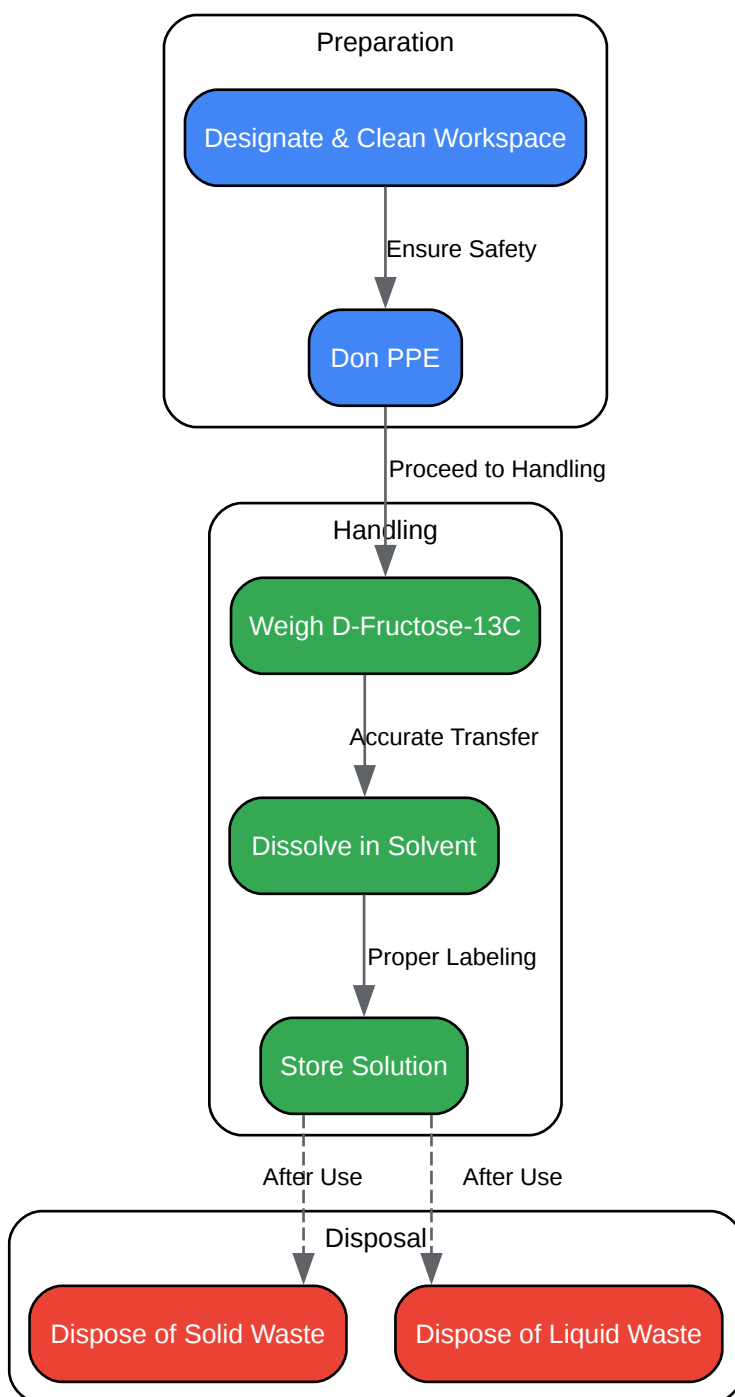 Preparation
Designate & Clean Workspace
Ensure Safety
Don PPE
Proceed to Handling
Handling
Weigh D-Fructose-13C
Accurate Transfer
Dissolve in Solvent
Proper Labeling
Store Solution
After Use
After Use
Disposal
Dispose of Solid Waste
Dispose of Liquid Waste